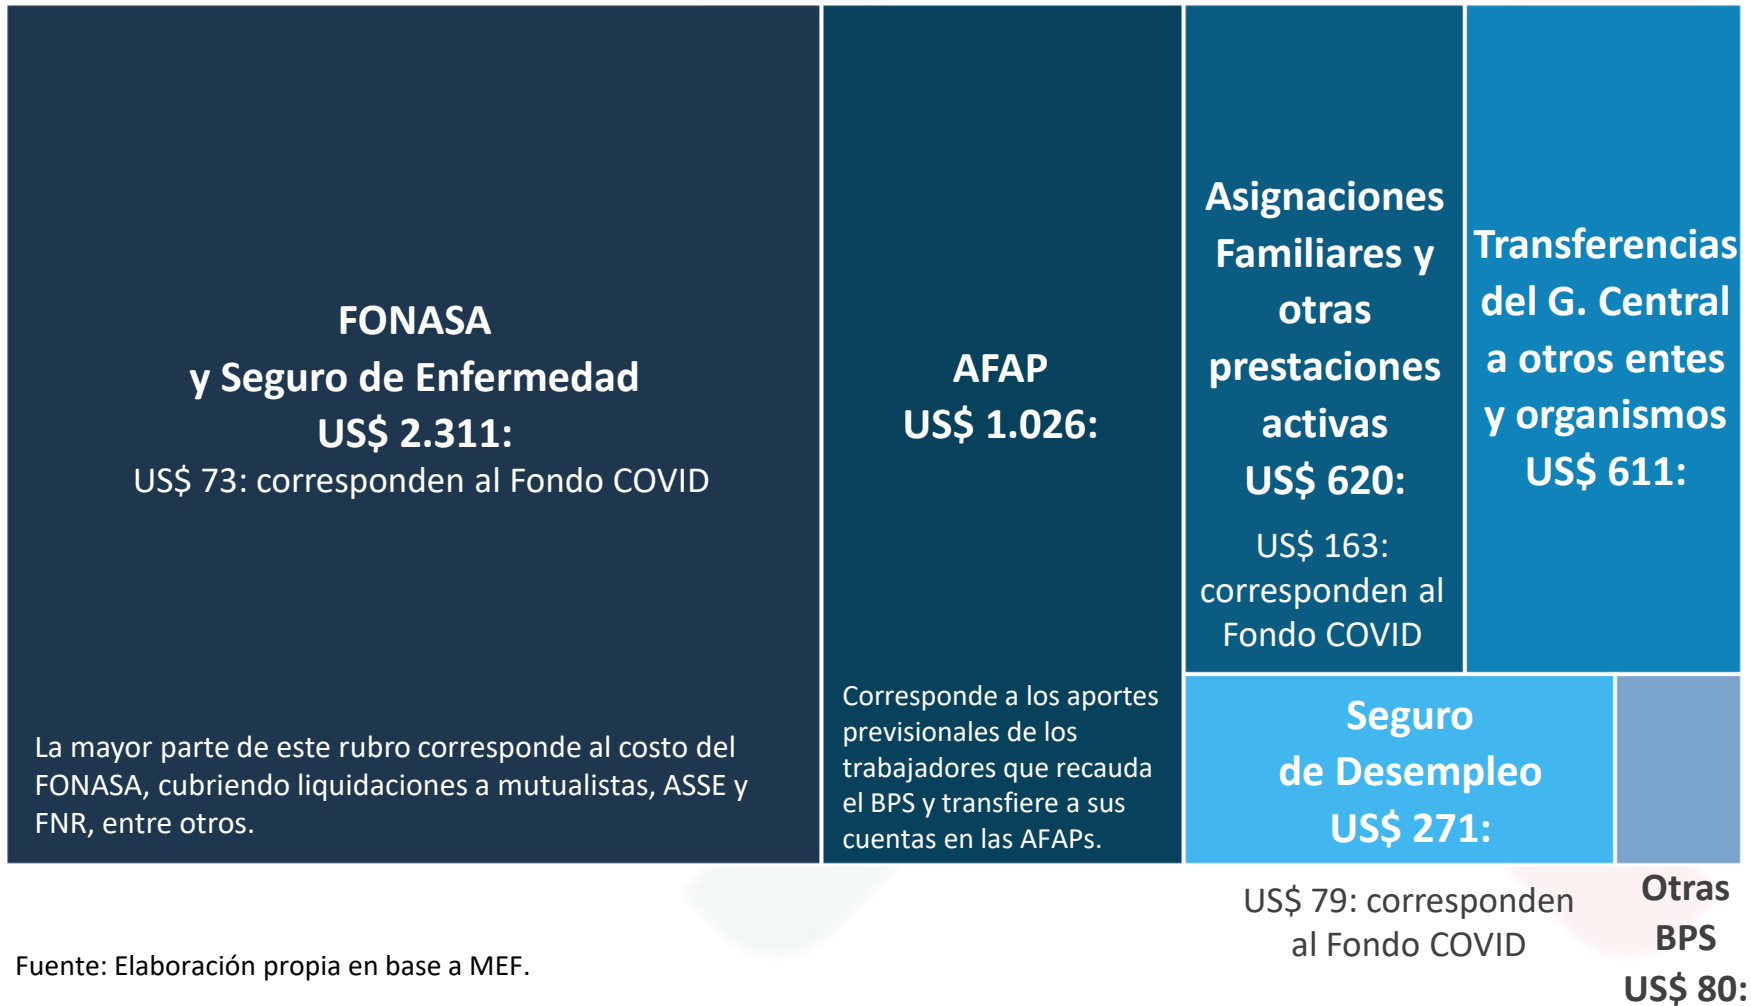 FONASA
y Seguro de Enfermedad
US$ 2.311:
US$ 73: corresponden al Fondo COVID
La mayor parte de este rubro corresponde al costo del
FONASA, cubriendo liquidaciones a mutualistas, ASSE y
FNR, entre otros.
AFAP
US$ 1.026:
Corresponde a los aportes
previsionales de los
trabajadores que recauda
el BPS y transfiere a sus
cuentas en las AFAPs.
Asignaciones
Familiares y
otras
prestaciones
activas
US$ 620:
US$ 163:
corresponden al
Fondo COVID
Transferencias
del G. Central
a otros entes
y organismos
US$ 611:
Seguro
de Desempleo
US$ 271:
US$ 79: corresponden
al Fondo COVID
Otras
BPS
US$ 80:
Fuente: Elaboración propia en base a MEF.